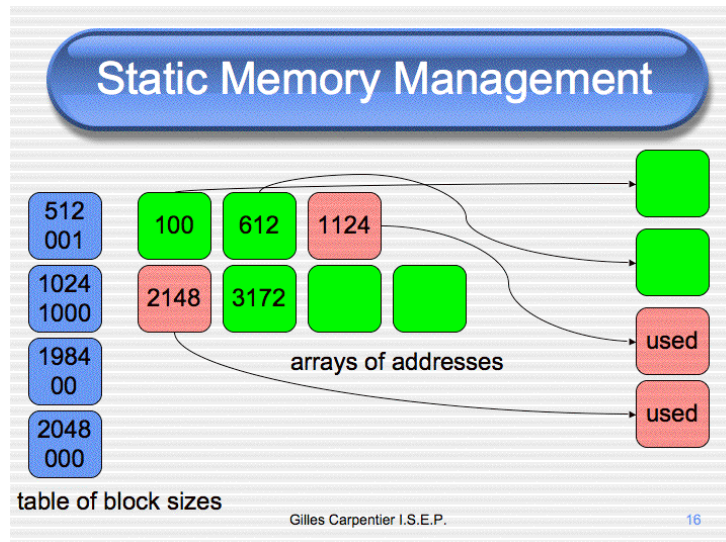 Static Memory Management
512
001
100
612
1124
1024
1000
2148
3172
used
1984
00
arrays of addresses
used
2048
000
table of block sizes
Gilles Carpentier I.S.E.P.
16